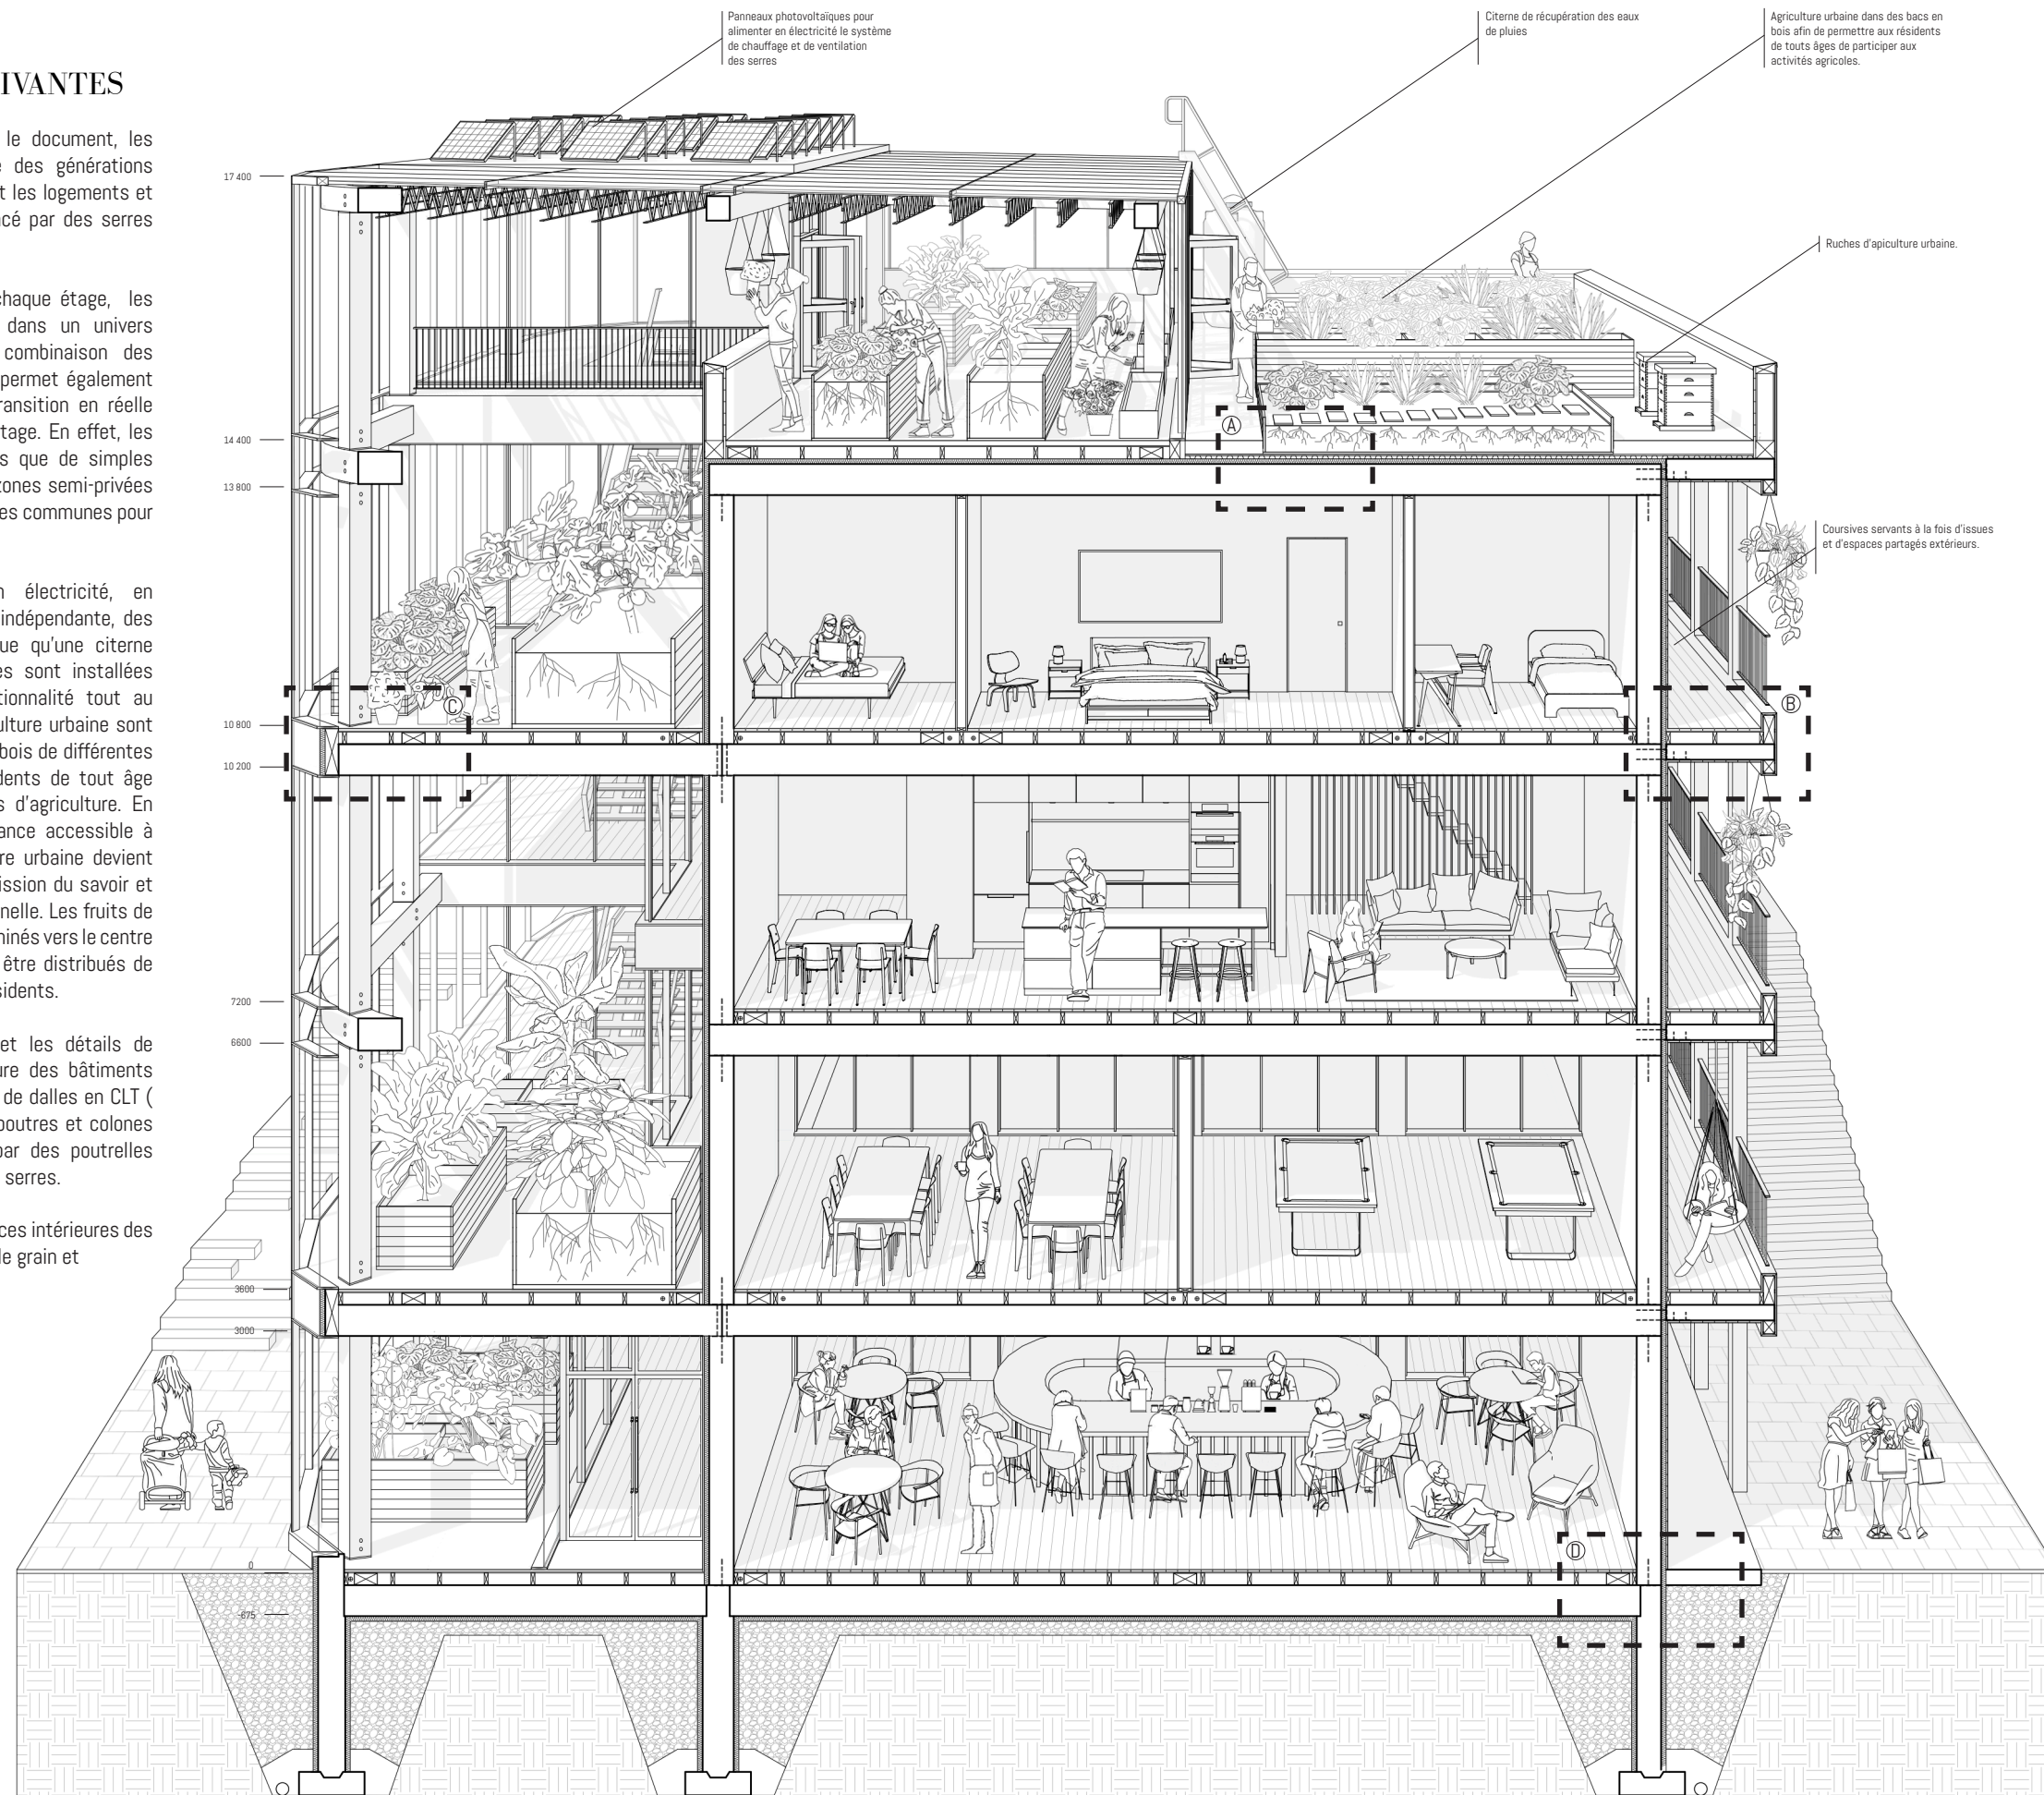 IVANTES
le document, les
des générations
t les logements et
cé par des serres
chaque étage, les
dans un univers
combinaison des
permet également
ransition en réelle
tage. En effet, les
s que de simples
zones semi-privées
es communes pour
n électricité, en
indépendante, des
ue qu'une citerne
es sont installées
tionnalité tout au
culture urbaine sont
bois de différentes
dents de tout âge
s d'agriculture. En
ance accessible à
re urbaine devient
ission du savoir et
nelle. Les fruits de
minés vers le centre
être distribués de
sidents.
et les détails de
ure des bâtiments
de dalles en CLT (
poutres et colones
par des poutrelles
serres.
ces intérieures des
le grain et
Panneaux photovoltaïques pour
alimenter en électricité le système
de chauffage et de ventilation
des serres
Citerne de récupération des eaux
de pluies
Agriculture urbaine dans des bacs en
bois afin de permettre aux résidents
de touts âges de participer aux
activités agricoles.
Ruches d'apiculture urbaine.
Coursives servants à la fois d'issues
et d'espaces partagés extérieurs.
17 400
14 400
13 800
10 800
10 200
7200
6600
3600
3000
0
-675
A
B
C
D